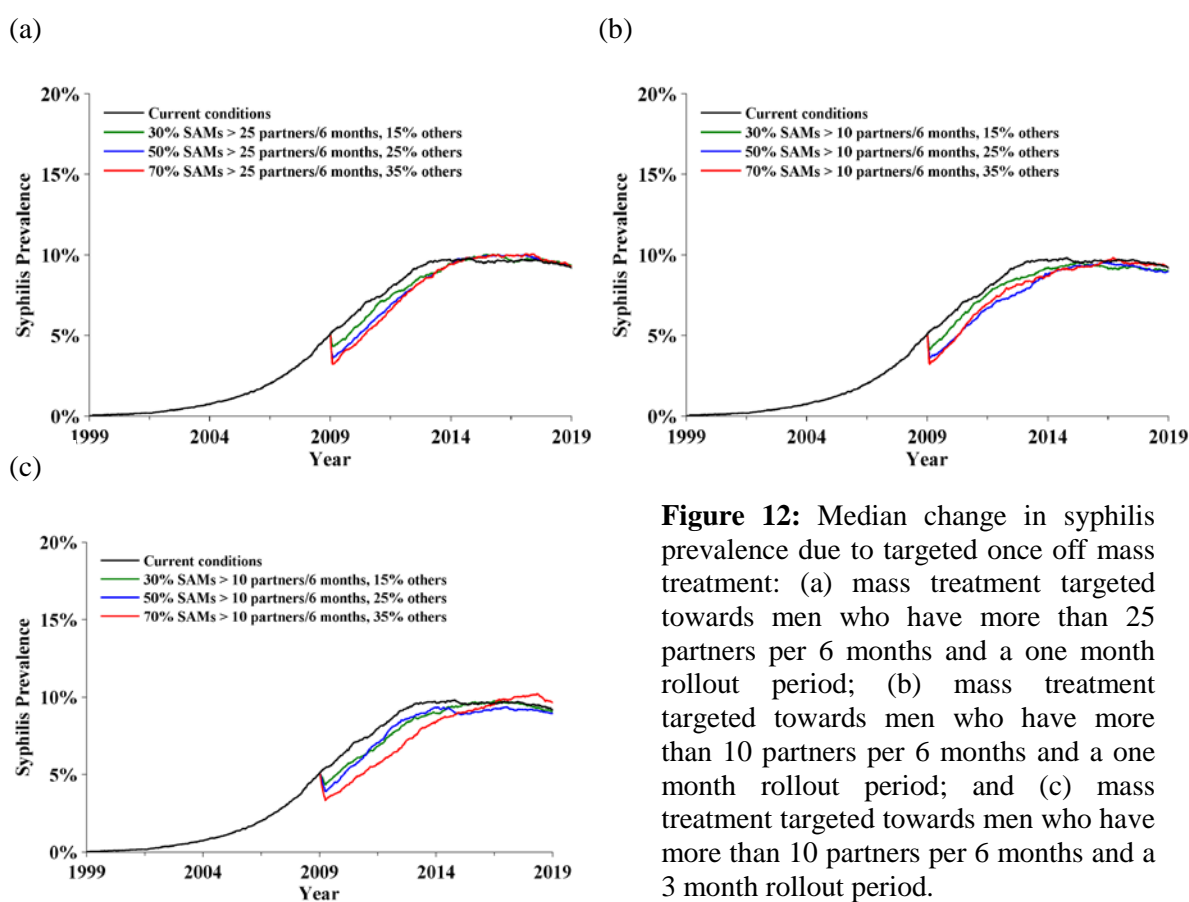 (a)
20%
15%
10%
5%
0%
Syphilis Prevalence
Current conditions
30% SAMs > 25 partners/6 months, 15% others
50% SAMs > 25 partners/6 months, 25% others
70% SAMs > 25 partners/6 months, 35% others
1999
2004
2009
2014
2019
Year
(b)
20%
15%
10%
5%
0%
Syphilis Prevalence
Current conditions
30% SAMs > 10 partners/6 months, 15% others
50% SAMs > 10 partners/6 months, 25% others
70% SAMs > 10 partners/6 months, 35% others
1999
2004
2009
2014
2019
Year
(c)
20%
15%
10%
5%
0%
Syphilis Prevalence
Current conditions
30% SAMs > 10 partners/6 months, 15% others
50% SAMs > 10 partners/6 months, 25% others
70% SAMs > 10 partners/6 months, 35% others
1999
2004
2009
2014
2019
Year
Figure 12: Median change in syphilis
prevalence due to targeted once off mass
treatment: (a) mass treatment targeted
towards men who have more than 25
partners per 6 months and a one month
rollout period; (b) mass treatment
targeted towards men who have more
than 10 partners per 6 months and a one
month rollout period; and (c) mass
treatment targeted towards men who have
more than 10 partners per 6 months and a
3 month rollout period.